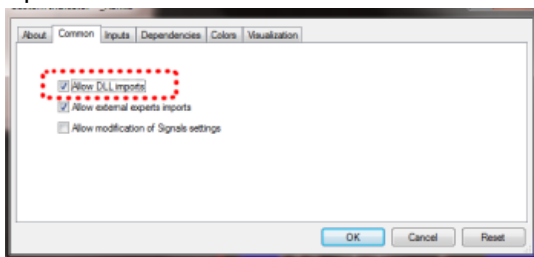 About Common Inputs Dependencies Colors Visualization
Allow DLL imports
Allow external experts imports
Allow modification of Signals settings
OK Cancel Reset